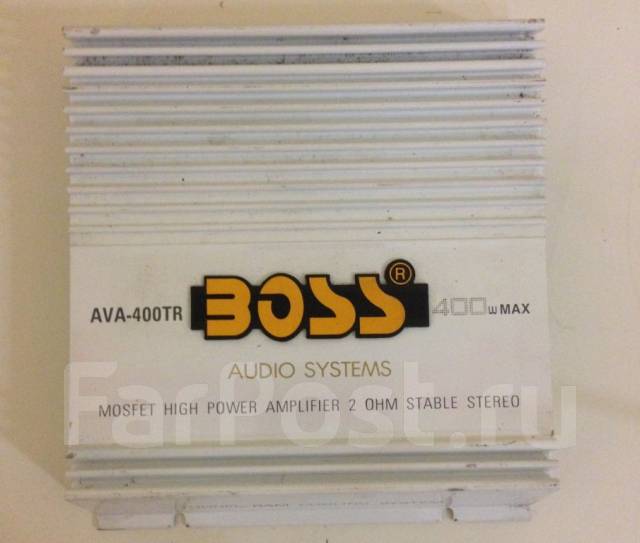 AVA-400TR BOSS® 400W MAX
AUDIO SYSTEMS
MOSFET HIGH POWER AMPLIFIER 2 OHM STABLE STEREO
FarPost.ru